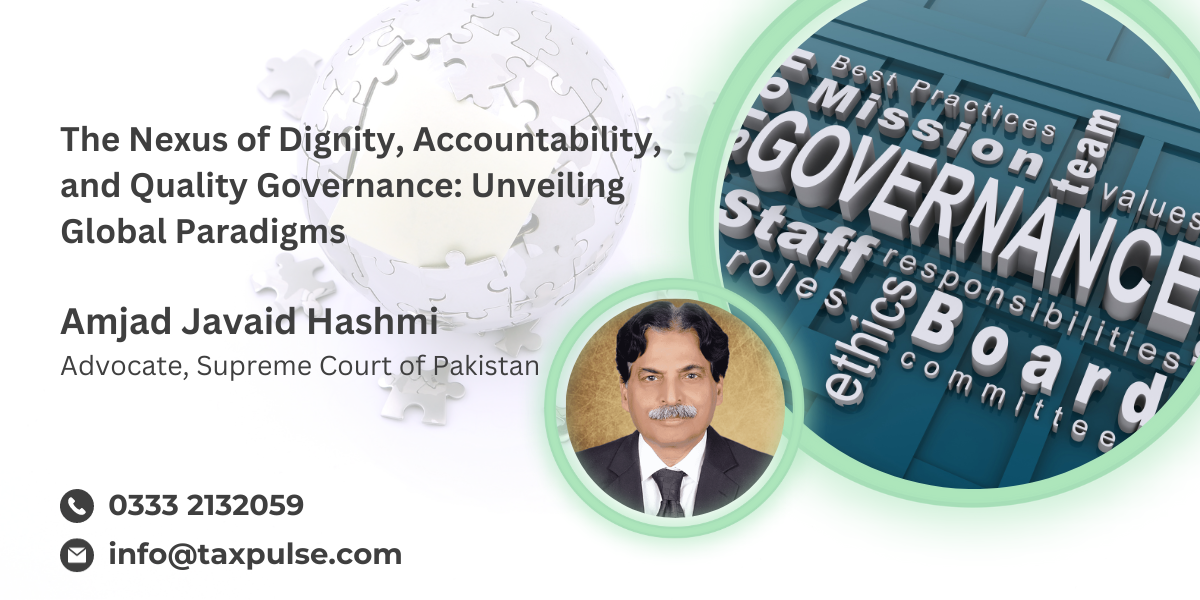 The Nexus of Dignity, Accountability,
and Quality Governance: Unveiling
Global Paradigms
Amjad Javaid Hashmi
Advocate, Supreme Court of Pakistan
0333 2132059
info@taxpulse.com
Best Practices
Mission
team
GOVERNANCE
values
Staff
responsibilities
roles
ethics
Board
committee